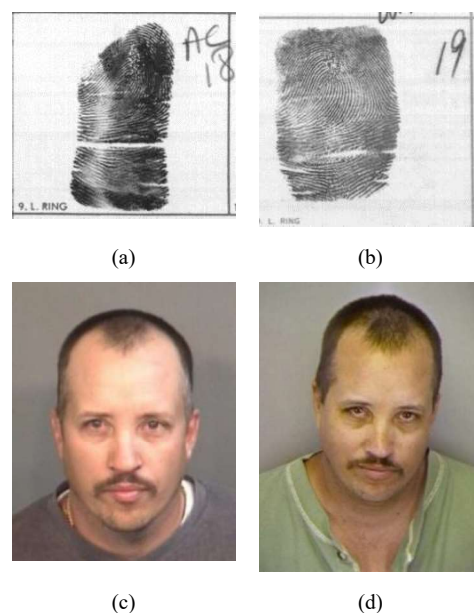 AC/
18
19
9. L. RING
L. RING
(a)
(b)
(c)
(d)